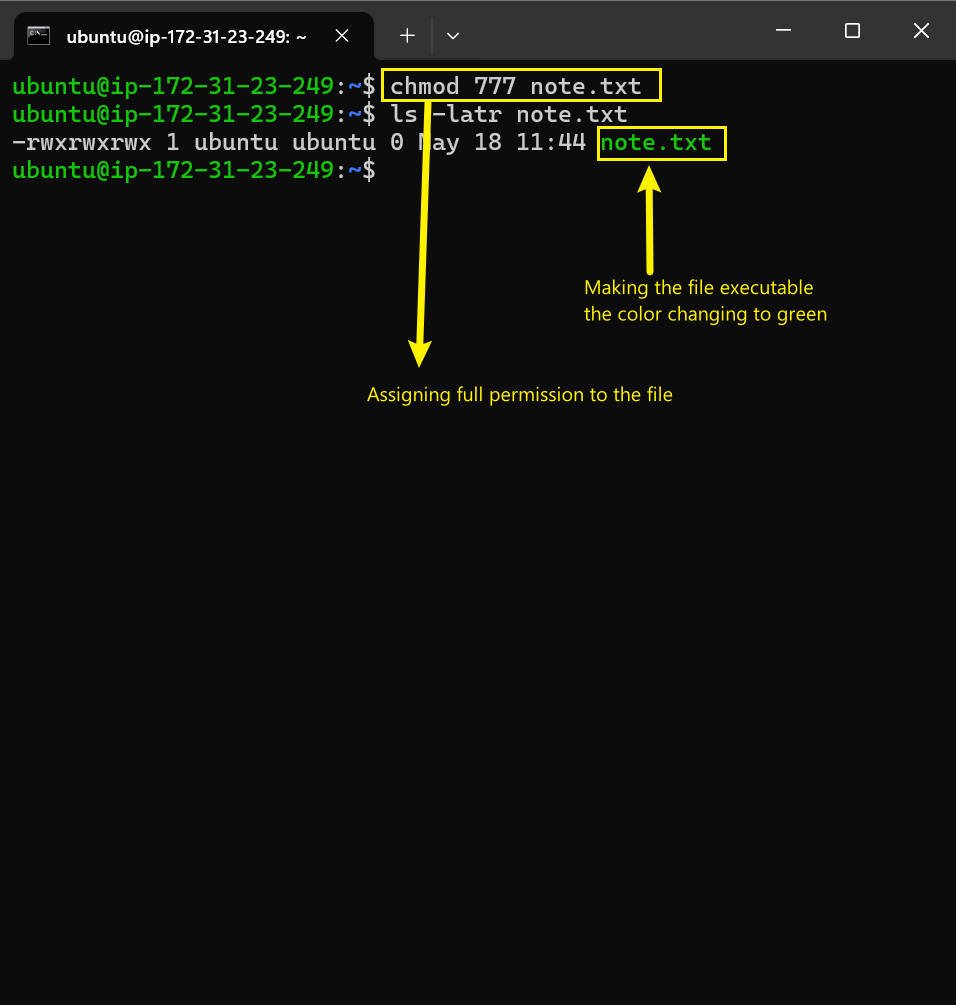 ubuntu@ip-172-31-23-249: ~
ubuntu@ip-172-31-23-249:~$ chmod 777 note.txt
ubuntu@ip-172-31-23-249:~$ ls -latr note.txt
-rwxrwxrwx 1 ubuntu ubuntu 0 May 18 11:44 note.txt
ubuntu@ip-172-31-23-249:~$
Making the file executable
the color changing to green
Assigning full permission to the file